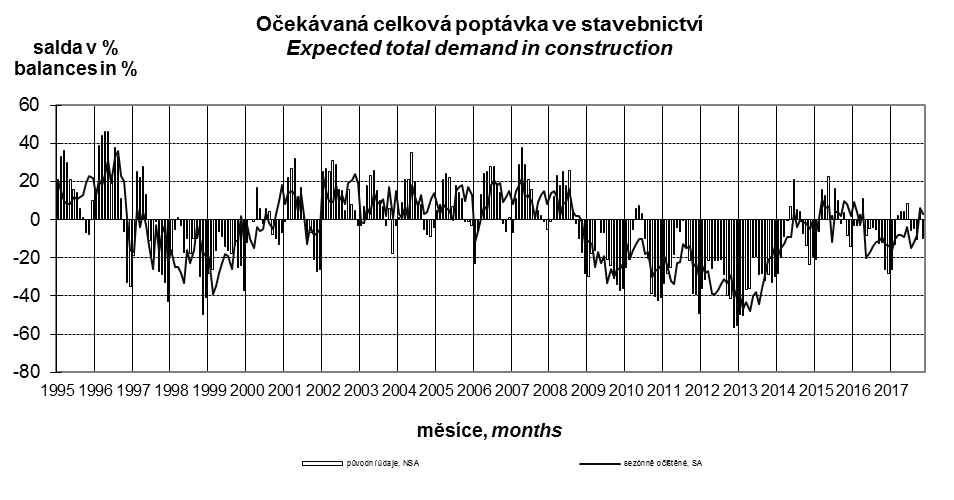 Očekávaná celková poptávka ve stavebnictví
Expected total demand in construction
salda v %
balances in %
60
40
20
0
-20
-40
-60
-80
1995 1996 1997 1998 1999 2000 2001 2002 2003 2004 2005 2006 2007 2008 2009 2010 2011 2012 2013 2014 2015 2016 2017
měsíce, months
původní údaje, NSA
sezónně očištěné, SA